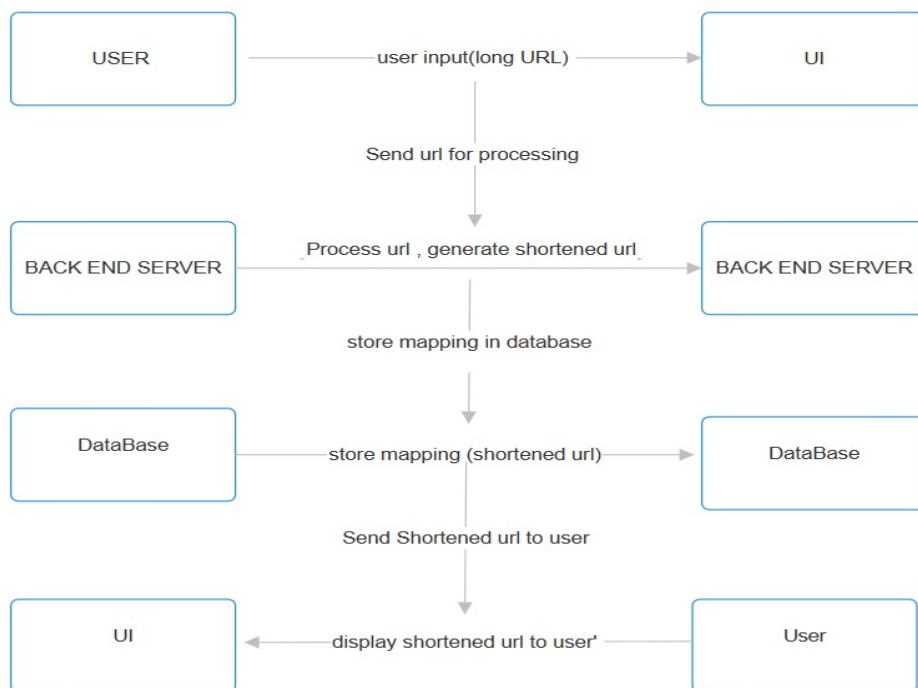 USER
user input(long URL)
UI
Send url for processing
BACK END SERVER
Process url , generate shortened url
BACK END SERVER
store mapping in database
DataBase
store mapping (shortened url)
DataBase
Send Shortened url to user
UI
display shortened url to user'
User